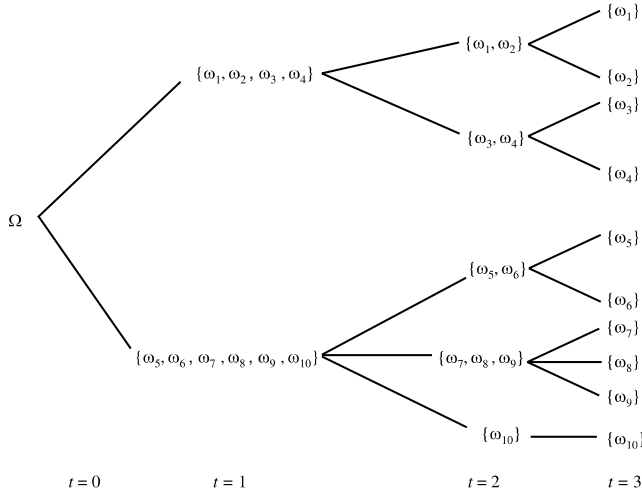 {ω₁}
{ω₁, ω₂}
{ω₁, ω₂ , ω₃ , ω₄}
{ω₂}
{ω₃}
{ω₃, ω₄}
{ω₄}
Ω
{ω₅}
{ω₅, ω₆}
{ω₆}
{ω₇}
{ω₅, ω₆ , ω₇ , ω₈ , ω₉ , ω₁₀}
{ω₇, ω₈ , ω₉}
{ω₈}
{ω₉}
{ω₁₀}
{ω₁₀}
t = 0 t = 1 t = 2 t = 3